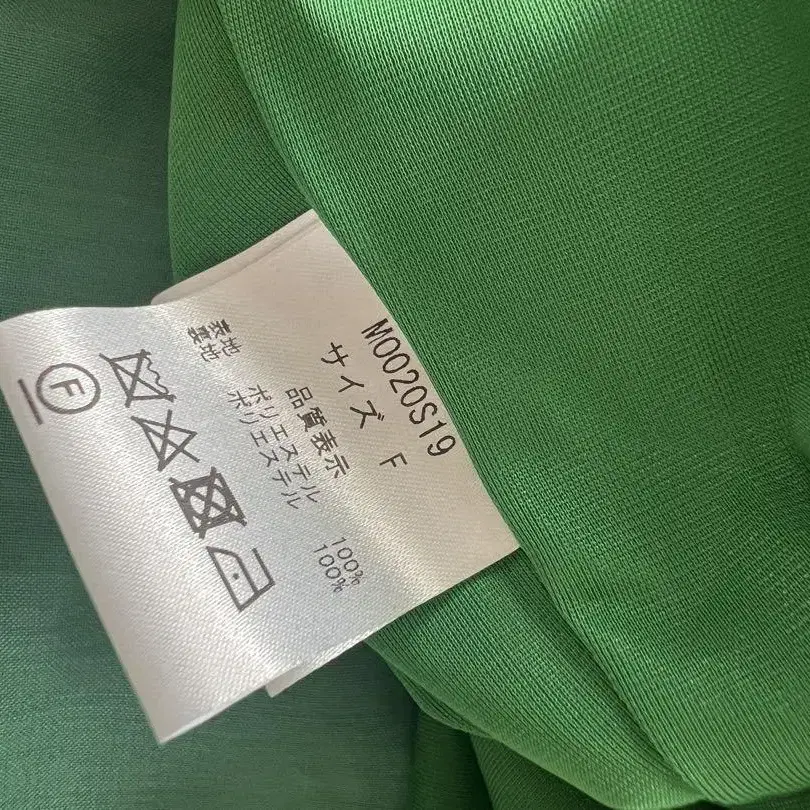 M0020S19
サイズ F
品質表示
表地 ポリエステル 100%
裏地 ポリエステル 100%
F